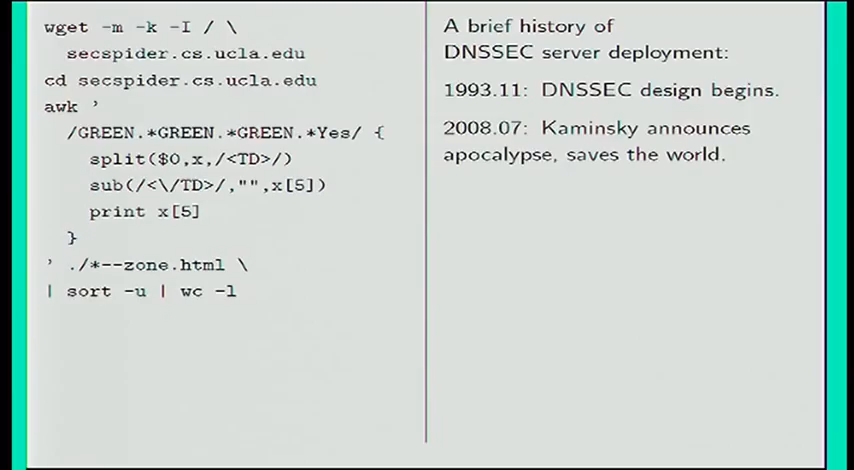 wget -m -k -I / \
secspider.cs.ucla.edu
cd secspider.cs.ucla.edu
awk '
/GREEN.*GREEN.*GREEN.*Yes/ {
split($0,x,/<TD>/)
sub(/<\/TD>/,"",x[5])
print x[5]
}
' ./*--zone.html \
| sort -u | wc -l
A brief history of
DNSSEC server deployment:
1993.11: DNSSEC design begins.
2008.07: Kaminsky announces
apocalypse, saves the world.